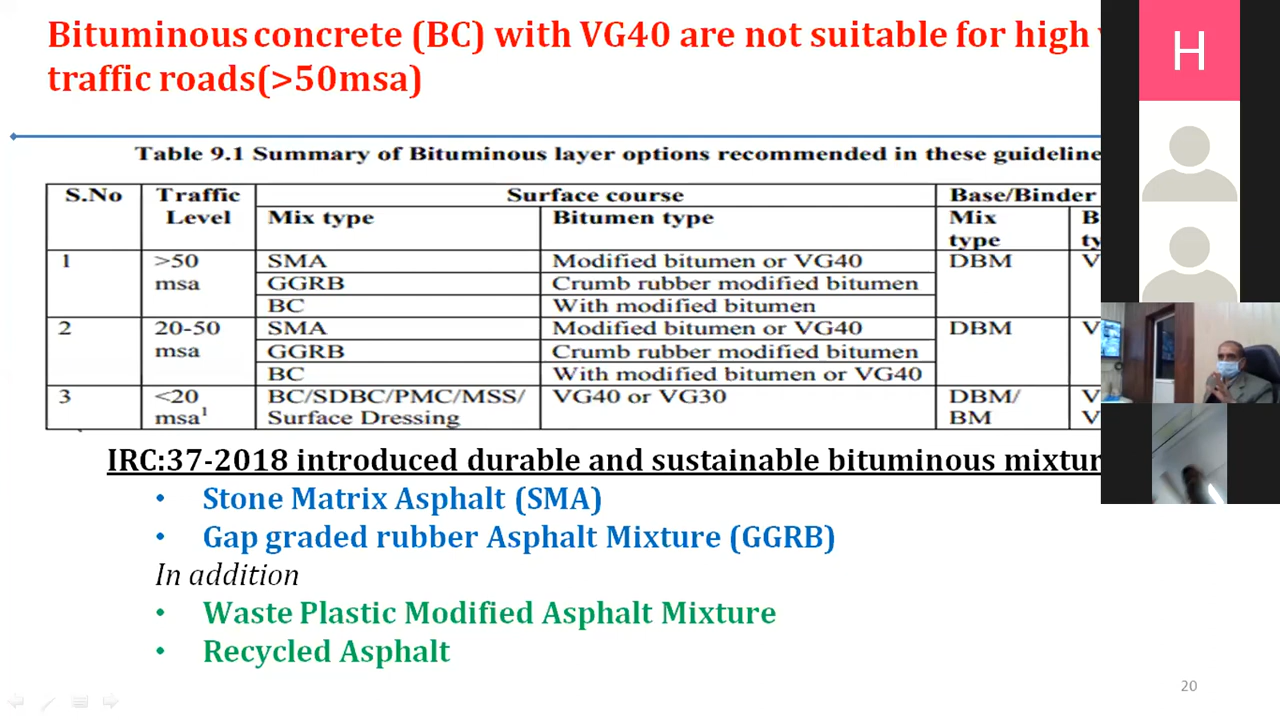 Bituminous concrete (BC) with VG40 are not suitable for high
traffic roads(>50msa)
H
Table 9.1 Summary of Bituminous layer options recommended in these
S.No Traffic Level Surface course Base/Binder
Mix type Bitumen type Mix type
1 >50 msa SMA Modified bitumen or VG40 DBM
GGRB Crumb rubber modified bitumen
BC With modified bitumen
2 20-50 msa SMA Modified bitumen or VG40 DBM
GGRB Crumb rubber modified bitumen
BC With modified bitumen or VG40
3 <20 msa¹ BC/SDBC/PMC/MSS/ Surface Dressing VG40 or VG30 DBM/ BM
IRC:37-2018 introduced durable and sustainable bituminous
• Stone Matrix Asphalt (SMA)
• Gap graded rubber Asphalt Mixture (GGRB)
In addition
• Waste Plastic Modified Asphalt Mixture
• Recycled Asphalt
20